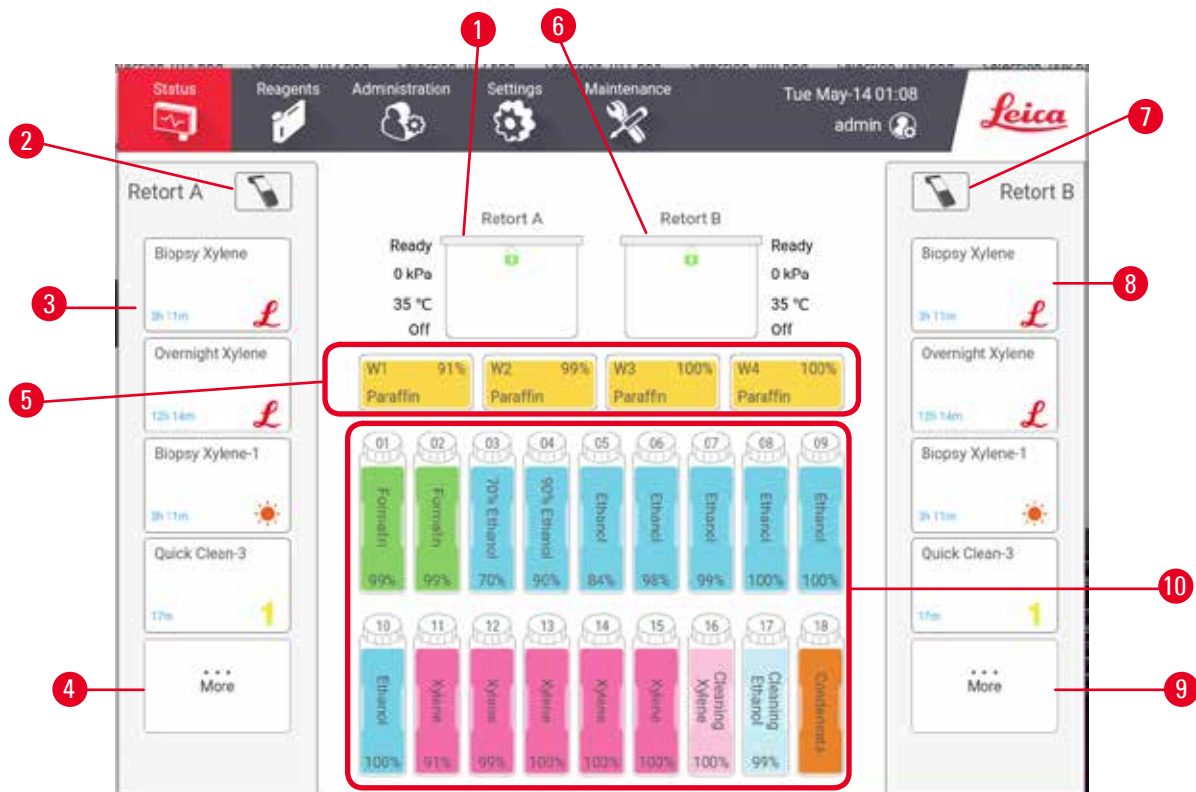 1
6
Status
Reagents
Administration
Settings
Maintenance
Tue May-14 01:08
admin
Leica
2
7
Retort A
Retort B
Retort A
Retort B
Ready
0 kPa
35 °C
Off
Ready
0 kPa
35 °C
Off
3
Biopsy Xylene
3h 11m
L
Overnight Xylene
12h 14m
L
Biopsy Xylene-1
3h 11m
Quick Clean-3
17m
1
4
... More
8
Biopsy Xylene
3h 11m
L
Overnight Xylene
12h 14m
L
Biopsy Xylene-1
3h 11m
Quick Clean-3
17m
1
9
... More
5
W1 91%
Paraffin
W2 99%
Paraffin
W3 100%
Paraffin
W4 100%
Paraffin
10
01 02 03 04 05 06 07 08 09
Formalin
Formalin
70% Ethanol
90% Ethanol
Ethanol
Ethanol
Ethanol
Ethanol
Ethanol
99% 99% 70% 90% 84% 98% 99% 100% 100%
10 11 12 13 14 15 16 17 18
Ethanol
Xylene
Xylene
Xylene
Xylene
Xylene
Cleaning Xylene
Cleaning Ethanol
Condensate
100% 91% 99% 100% 100% 100% 100% 99%